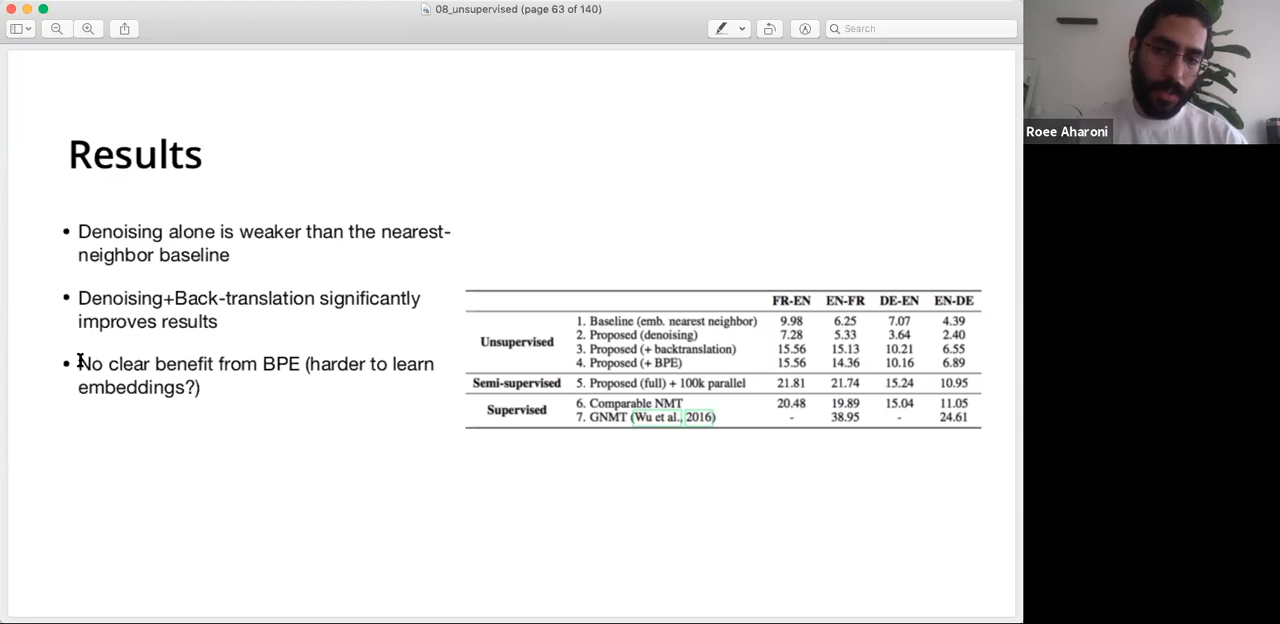 08_unsupervised (page 63 of 140)
Search
Roee Aharoni
Results
• Denoising alone is weaker than the nearest-
neighbor baseline
• Denoising+Back-translation significantly
improves results
• No clear benefit from BPE (harder to learn
embeddings?)
FR-EN EN-FR DE-EN EN-DE
Unsupervised
1. Baseline (emb. nearest neighbor) 9.98 6.25 7.07 4.39
2. Proposed (denoising) 7.28 5.33 3.64 2.40
3. Proposed (+ backtranslation) 15.56 15.13 10.21 6.55
4. Proposed (+ BPE) 15.56 14.36 10.16 6.89
Semi-supervised 5. Proposed (full) + 100k parallel 21.81 21.74 15.24 10.95
Supervised
6. Comparable NMT 20.48 19.89 15.04 11.05
7. GNMT (Wu et al., 2016) - 38.95 - 24.61